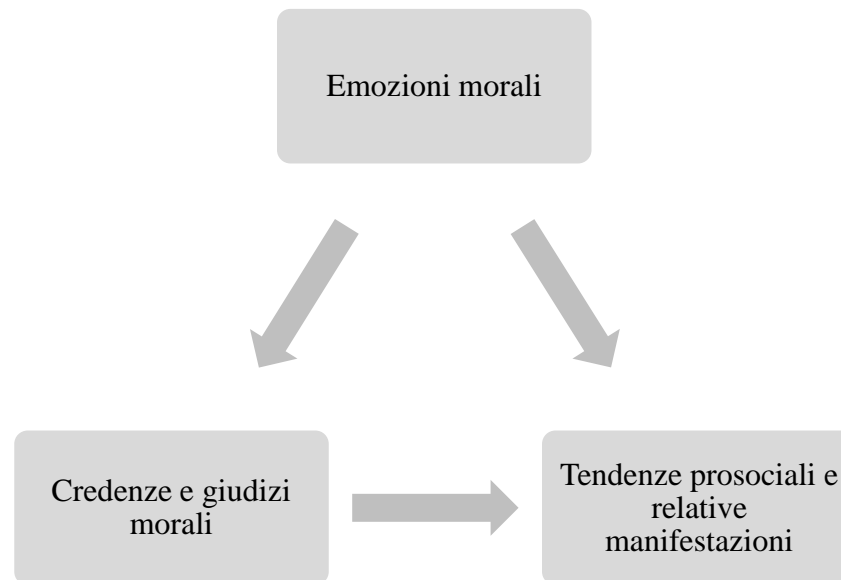 Emozioni morali
Credenze e giudizi
morali
Tendenze prosociali e
relative
manifestazioni